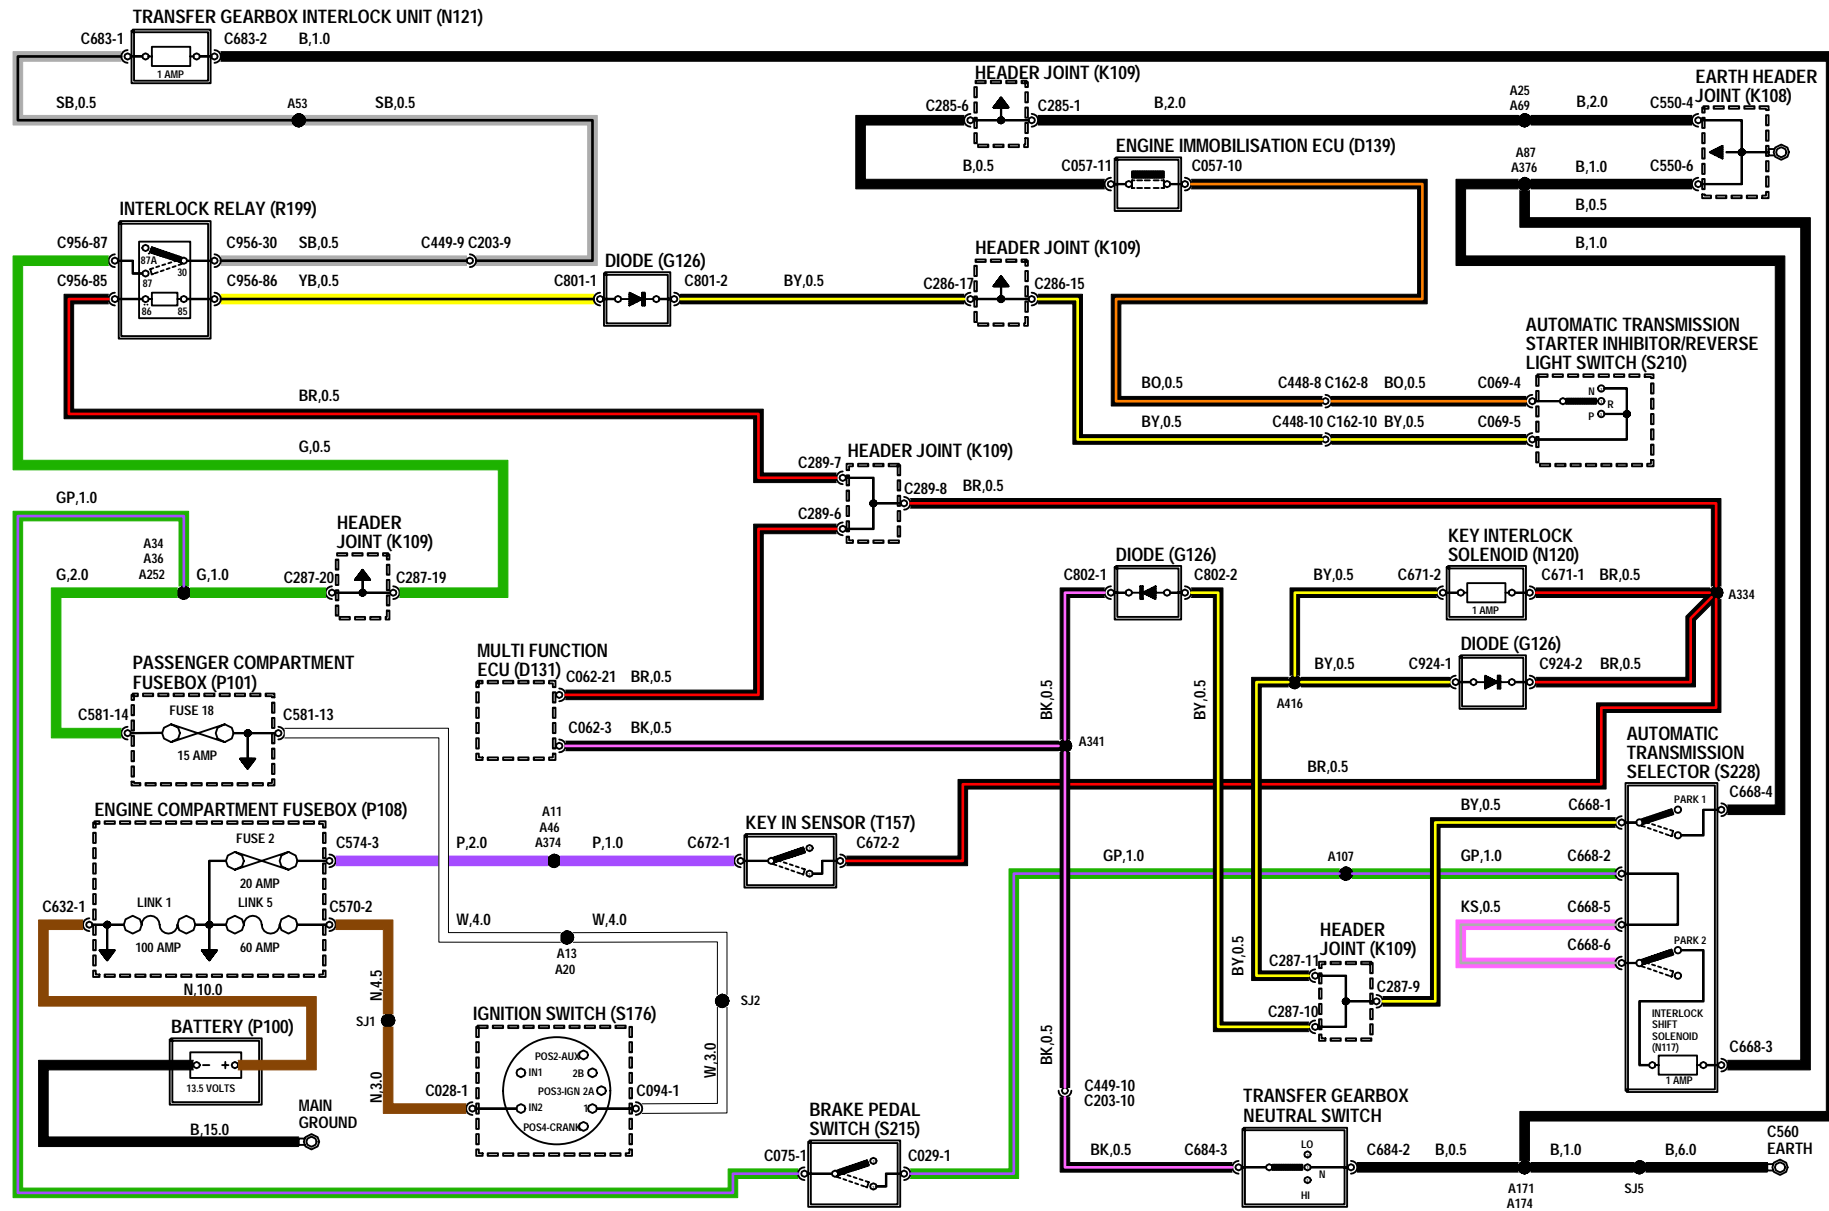 TRANSFER GEARBOX INTERLOCK UNIT (N121)
C683-1
C683-2
B,1.0
1 AMP
SB,0.5
A53
SB,0.5
HEADER JOINT (K109)
C285-6
C285-1
B,2.0
A25
A69
B,2.0
C550-4
EARTH HEADER
JOINT (K108)
ENGINE IMMOBILISATION ECU (D139)
B,0.5
C057-11
C057-10
A87
A376
B,1.0
C550-6
B,0.5
B,1.0
INTERLOCK RELAY (R199)
C956-87
C956-30
SB,0.5
C449-9 C203-9
87A
30
87
C956-85
C956-86
YB,0.5
86
85
DIODE (G126)
C801-1
C801-2
BY,0.5
HEADER JOINT (K109)
C286-17
C286-15
AUTOMATIC TRANSMISSION
STARTER INHIBITOR/REVERSE
LIGHT SWITCH (S210)
BO,0.5
C448-8 C162-8
BO,0.5
C069-4
N
R
P
BY,0.5
C448-10 C162-10
BY,0.5
C069-5
BR,0.5
G,0.5
HEADER JOINT (K109)
C289-7
C289-8
BR,0.5
C289-6
GP,1.0
A34
A36
A252
G,2.0
G,1.0
HEADER
JOINT (K109)
C287-20
C287-19
DIODE (G126)
C802-1
C802-2
KEY INTERLOCK
SOLENOID (N120)
BY,0.5
C671-2
C671-1
BR,0.5
1 AMP
A334
DIODE (G126)
BY,0.5
C924-1
C924-2
BR,0.5
A416
PASSENGER COMPARTMENT
FUSEBOX (P101)
FUSE 18
C581-14
C581-13
15 AMP
MULTI FUNCTION
ECU (D131)
C062-21
BR,0.5
C062-3
BK,0.5
BK,0.5
BY,0.5
A341
BR,0.5
AUTOMATIC
TRANSMISSION
SELECTOR (S228)
ENGINE COMPARTMENT FUSEBOX (P108)
FUSE 2
C574-3
20 AMP
P,2.0
A11
A46
A374
P,1.0
C672-1
KEY IN SENSOR (T157)
C672-2
BY,0.5
C668-1
PARK 1
C668-4
GP,1.0
A107
GP,1.0
C668-2
C632-1
LINK 1
LINK 5
C570-2
100 AMP
60 AMP
W,4.0
W,4.0
A13
A20
KS,0.5
C668-5
C668-6
PARK 2
BY,0.5
HEADER
JOINT (K109)
C287-11
C287-9
C287-10
N,10.0
N,4.5
SJ1
SJ2
BATTERY (P100)
−
+
13.5 VOLTS
IGNITION SWITCH (S176)
POS2-AUX
IN1
2B
POS3-IGN 2A
IN2
1
POS4-CRANK
C028-1
C094-1
N,3.0
W,3.0
MAIN
GROUND
B,15.0
INTERLOCK
SHIFT
SOLENOID
(N117)
1 AMP
C668-3
BK,0.5
C449-10
C203-10
BRAKE PEDAL
SWITCH (S215)
C075-1
C029-1
TRANSFER GEARBOX
NEUTRAL SWITCH
BK,0.5
C684-3
LO
N
HI
C684-2
B,0.5
A171
A174
B,1.0
SJ5
B,6.0
C560
EARTH